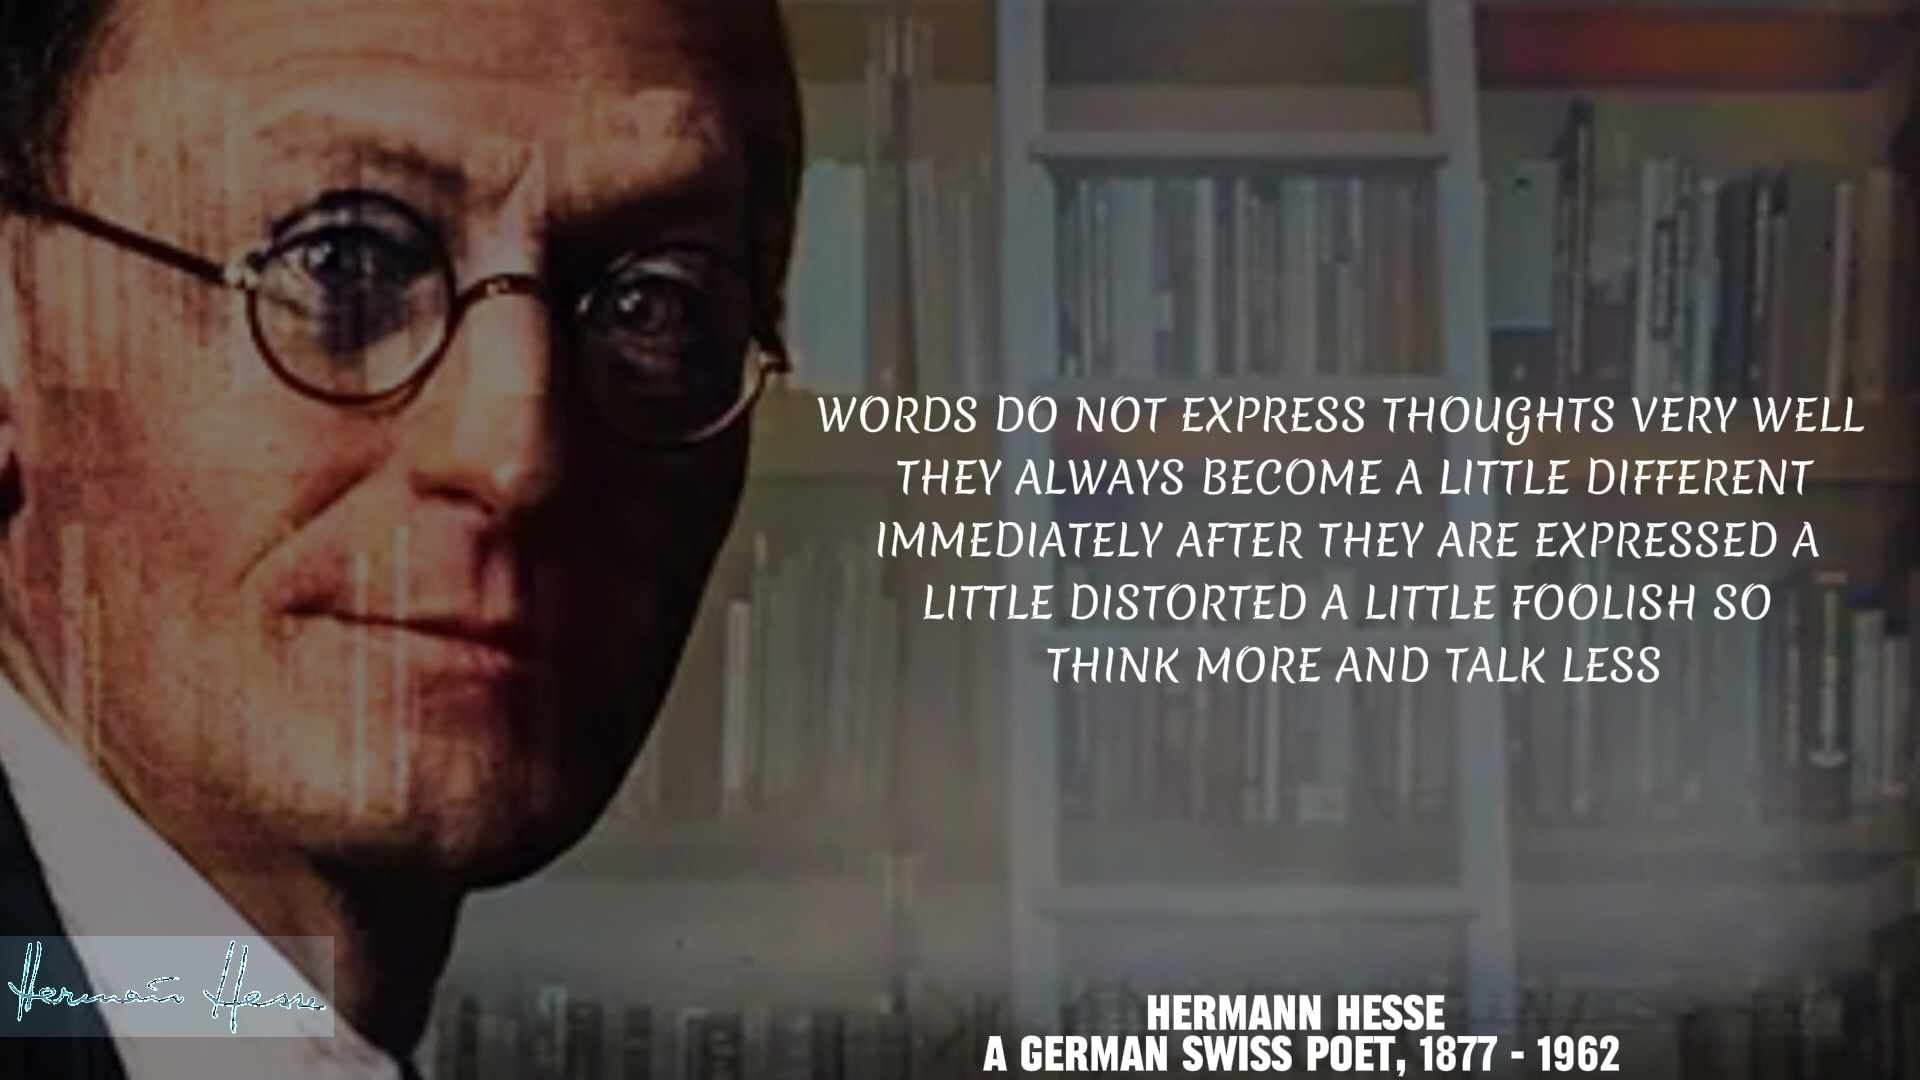 WORDS DO NOT EXPRESS THOUGHTS VERY WELL
THEY ALWAYS BECOME A LITTLE DIFFERENT
IMMEDIATELY AFTER THEY ARE EXPRESSED A
LITTLE DISTORTED A LITTLE FOOLISH SO
THINK MORE AND TALK LESS
Hermann Hesse
HERMANN HESSE
A GERMAN SWISS POET, 1877 - 1962